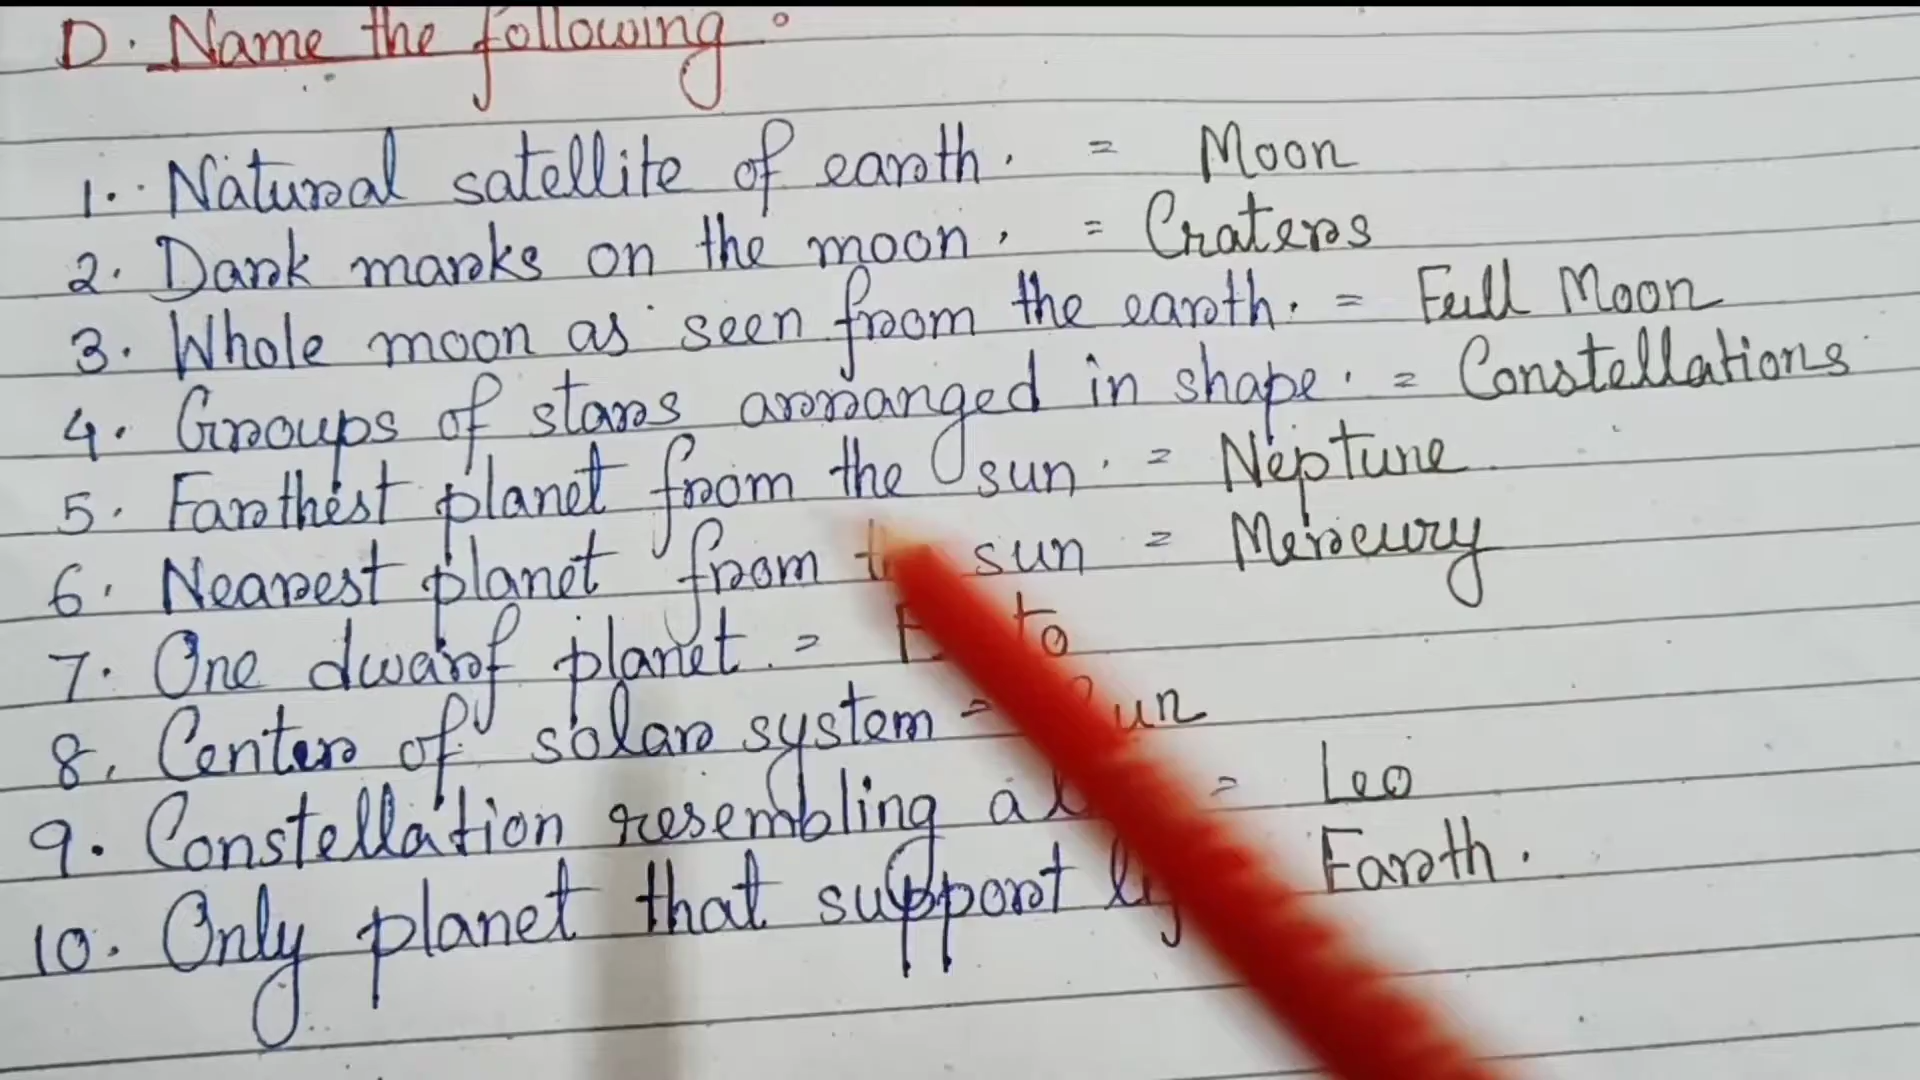 D. Name the following :
1. Natural satellite of earth. = Moon
2. Dark marks on the moon. = Craters
3. Whole moon as seen from the earth. = Full Moon
4. Groups of stars arranged in shape. = Constellations
5. Farthest planet from the sun. = Neptune
6. Nearest planet from sun = Mercury
7. One dwarf planet. =
8. Center of solar system = Sun
9. Constellation resembling a = Leo
10. Only planet that support Earth.